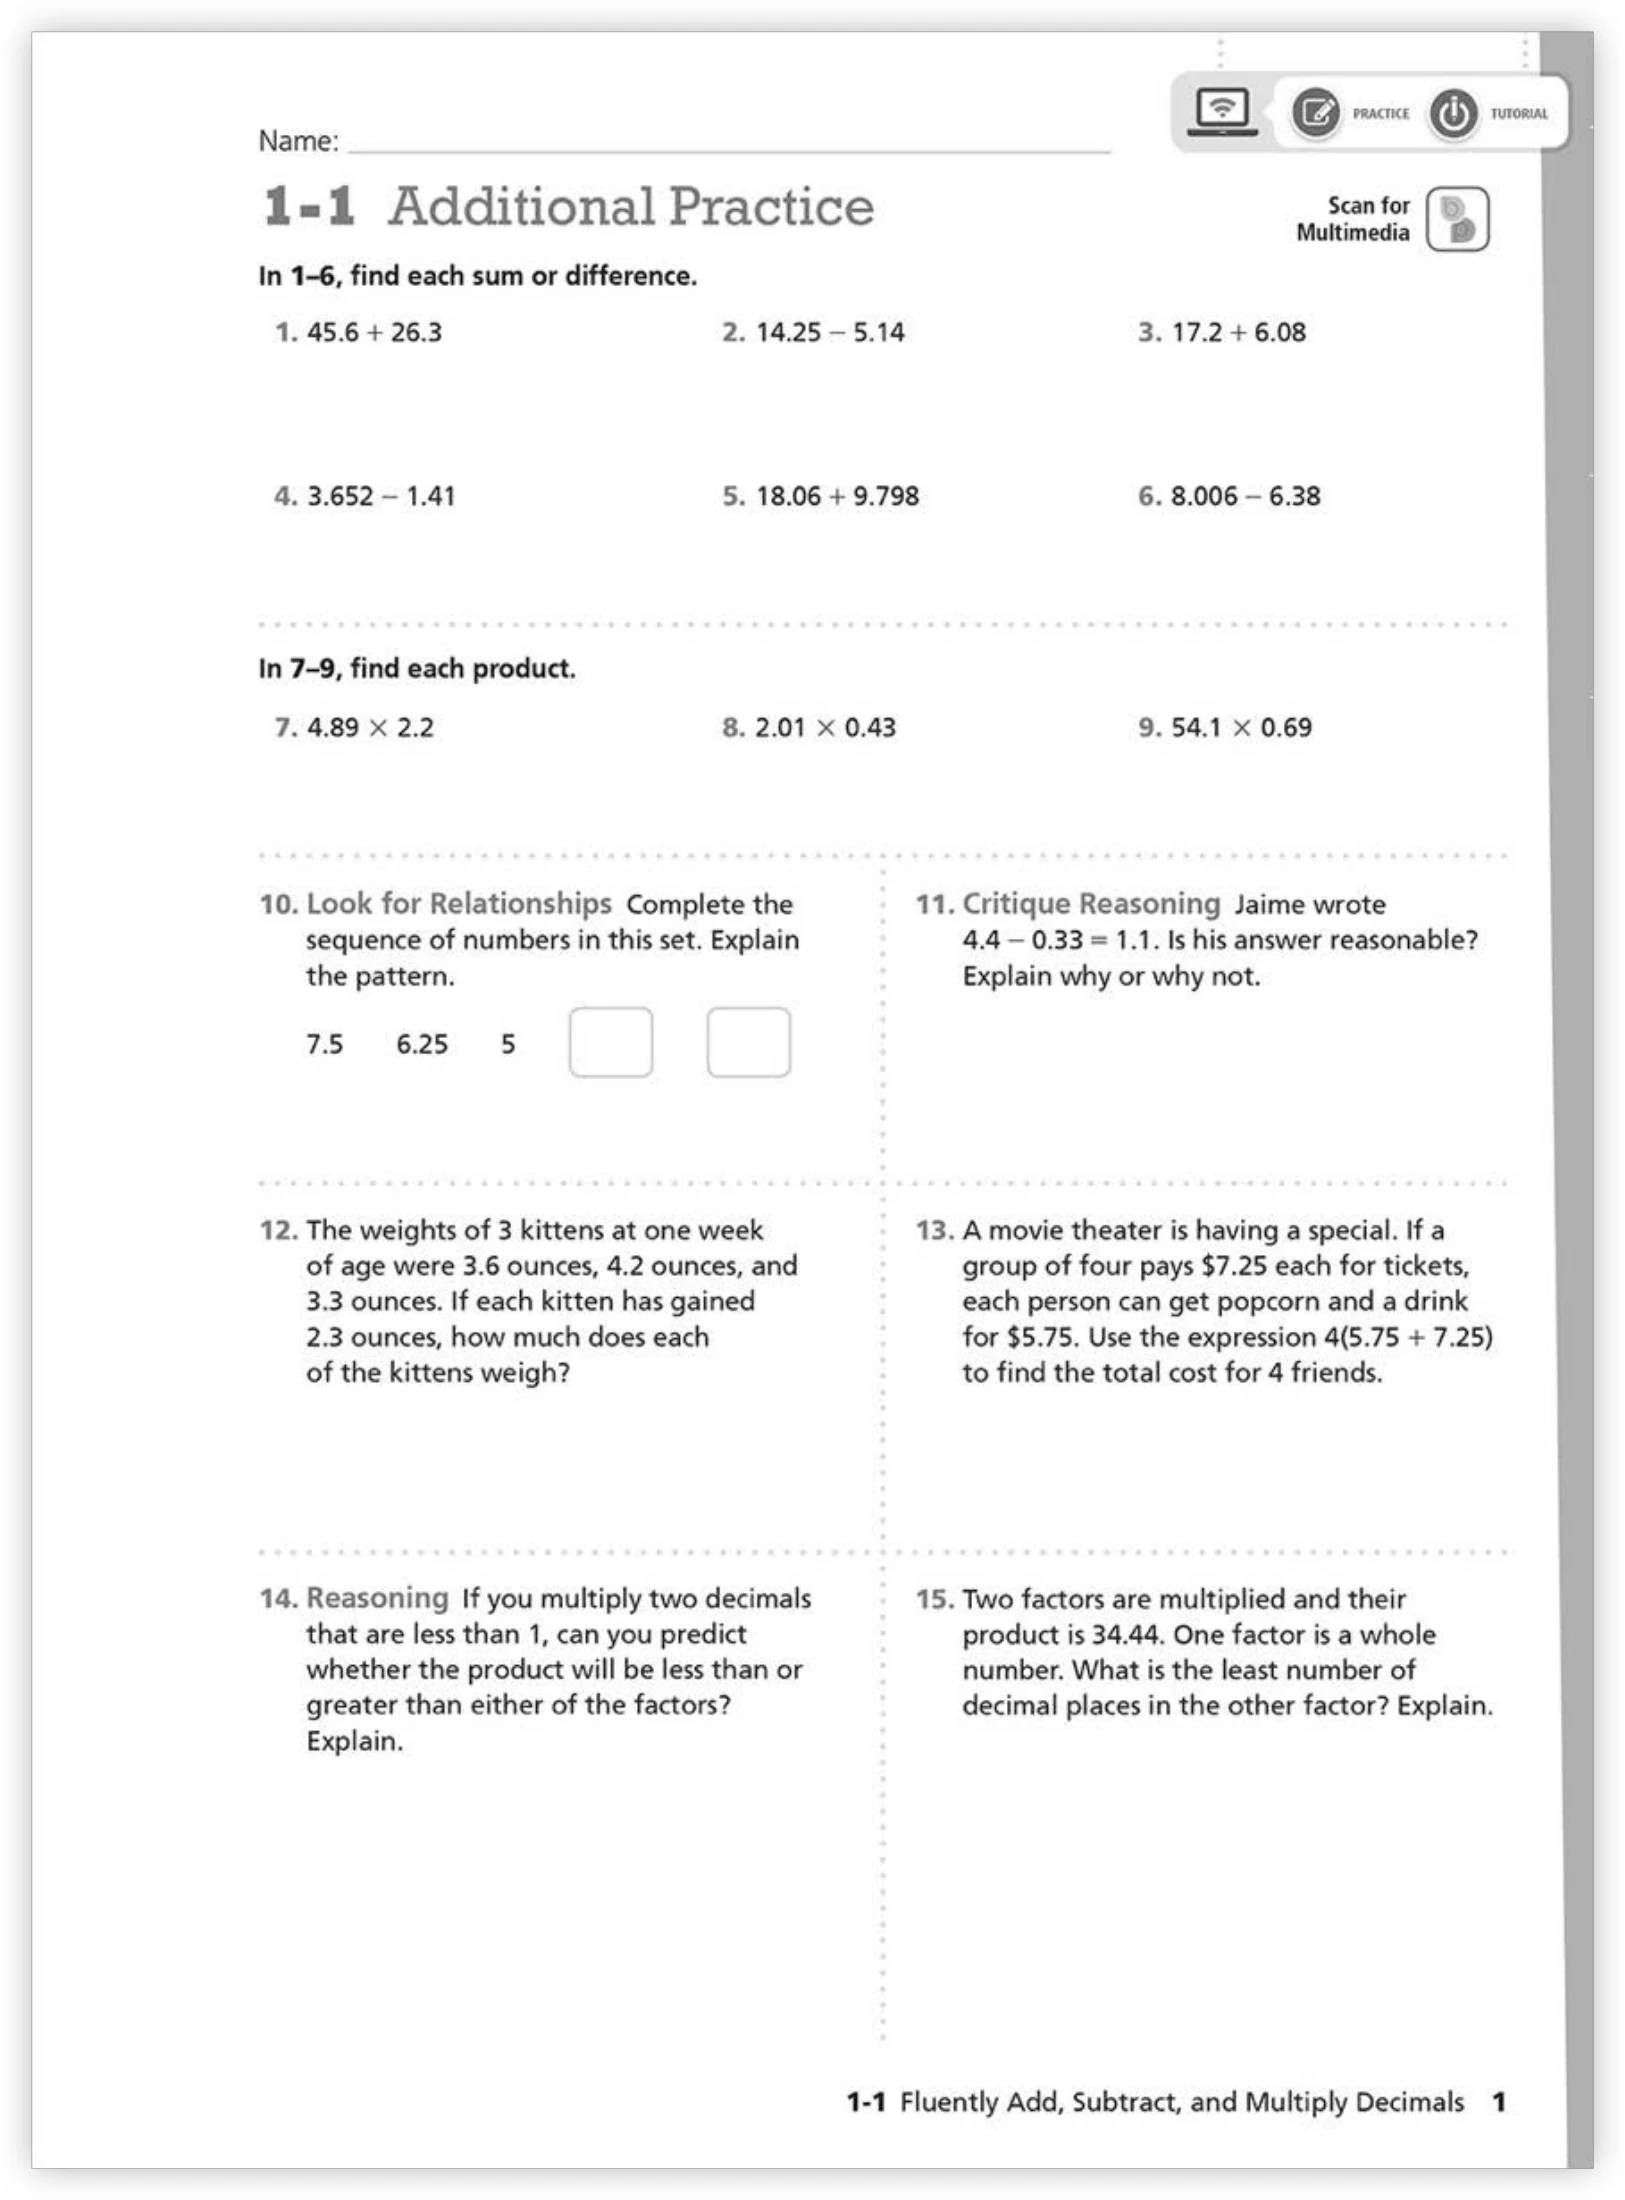 PRACTICE TUTORIAL
Name:
1-1 Additional Practice
Scan for
Multimedia
In 1–6, find each sum or difference.
1. 45.6 + 26.3
2. 14.25 − 5.14
3. 17.2 + 6.08
4. 3.652 − 1.41
5. 18.06 + 9.798
6. 8.006 − 6.38
In 7–9, find each product.
7. 4.89 × 2.2
8. 2.01 × 0.43
9. 54.1 × 0.69
10. Look for Relationships Complete the
sequence of numbers in this set. Explain
the pattern.
7.5 6.25 5
11. Critique Reasoning Jaime wrote
4.4 − 0.33 = 1.1. Is his answer reasonable?
Explain why or why not.
12. The weights of 3 kittens at one week
of age were 3.6 ounces, 4.2 ounces, and
3.3 ounces. If each kitten has gained
2.3 ounces, how much does each
of the kittens weigh?
13. A movie theater is having a special. If a
group of four pays $7.25 each for tickets,
each person can get popcorn and a drink
for $5.75. Use the expression 4(5.75 + 7.25)
to find the total cost for 4 friends.
14. Reasoning If you multiply two decimals
that are less than 1, can you predict
whether the product will be less than or
greater than either of the factors?
Explain.
15. Two factors are multiplied and their
product is 34.44. One factor is a whole
number. What is the least number of
decimal places in the other factor? Explain.
1-1 Fluently Add, Subtract, and Multiply Decimals 1